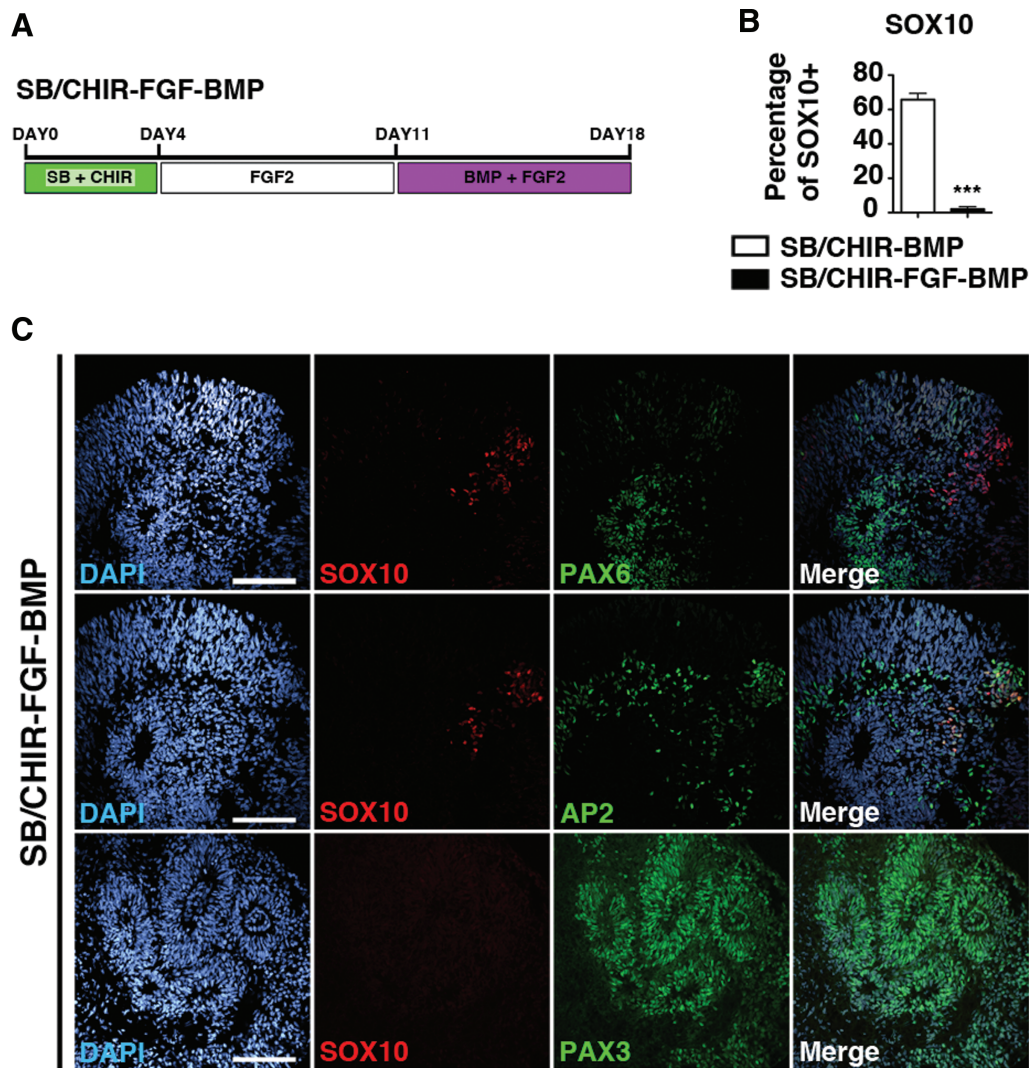 A
SB/CHIR-FGF-BMP
DAY0 DAY4 DAY11 DAY18
SB + CHIR FGF2 BMP + FGF2
B
SOX10
Percentage
of SOX10+
80
60
40
20
0
***
SB/CHIR-BMP
SB/CHIR-FGF-BMP
C
SB/CHIR-FGF-BMP
DAPI SOX10 PAX6 Merge
DAPI SOX10 AP2 Merge
DAPI SOX10 PAX3 Merge